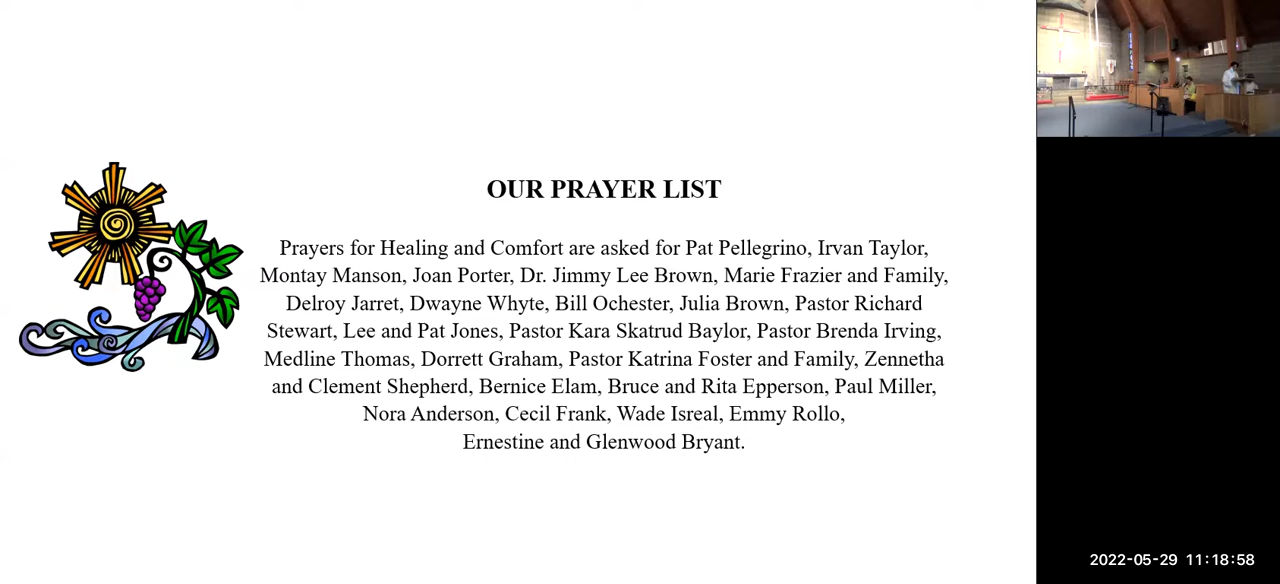 OUR PRAYER LIST
Prayers for Healing and Comfort are asked for Pat Pellegrino, Irvan Taylor,
Montay Manson, Joan Porter, Dr. Jimmy Lee Brown, Marie Frazier and Family,
Delroy Jarret, Dwayne Whyte, Bill Ochester, Julia Brown, Pastor Richard
Stewart, Lee and Pat Jones, Pastor Kara Skatrud Baylor, Pastor Brenda Irving,
Medline Thomas, Dorrett Graham, Pastor Katrina Foster and Family, Zennetha
and Clement Shepherd, Bernice Elam, Bruce and Rita Epperson, Paul Miller,
Nora Anderson, Cecil Frank, Wade Isreal, Emmy Rollo,
Ernestine and Glenwood Bryant.
2022-05-29 11:18:58